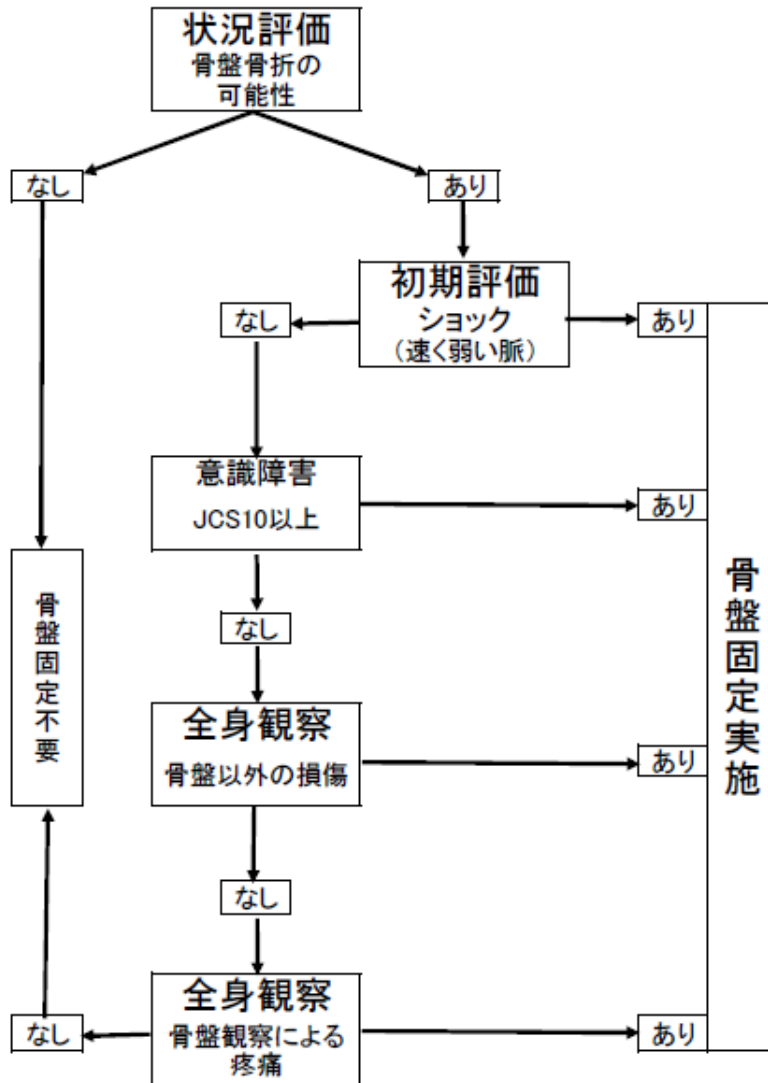 状況評価
骨盤骨折の
可能性
なし
あり
初期評価
ショック
（速く弱い脈）
なし
あり
意識障害
JCS10以上
あり
なし
骨盤固定不要
骨盤固定実施
全身観察
骨盤以外の損傷
あり
なし
全身観察
骨盤観察による
疼痛
なし
あり